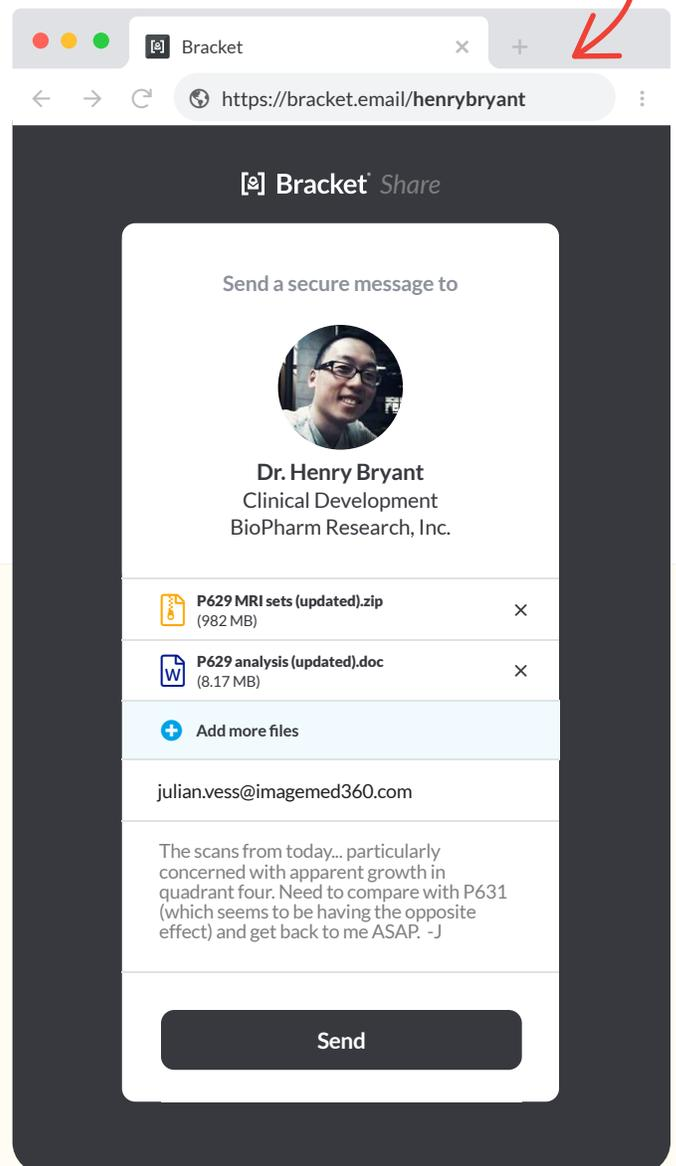 Bracket
https://bracket.email/henrybryant
Bracket Share
Send a secure message to
Dr. Henry Bryant
Clinical Development
BioPharm Research, Inc.
P629 MRI sets (updated).zip
(982 MB)
P629 analysis (updated).doc
(8.17 MB)
Add more files
julian.vess@imagemed360.com
The scans from today... particularly
concerned with apparent growth in
quadrant four. Need to compare with P631
(which seems to be having the opposite
effect) and get back to me ASAP.  -J
Send